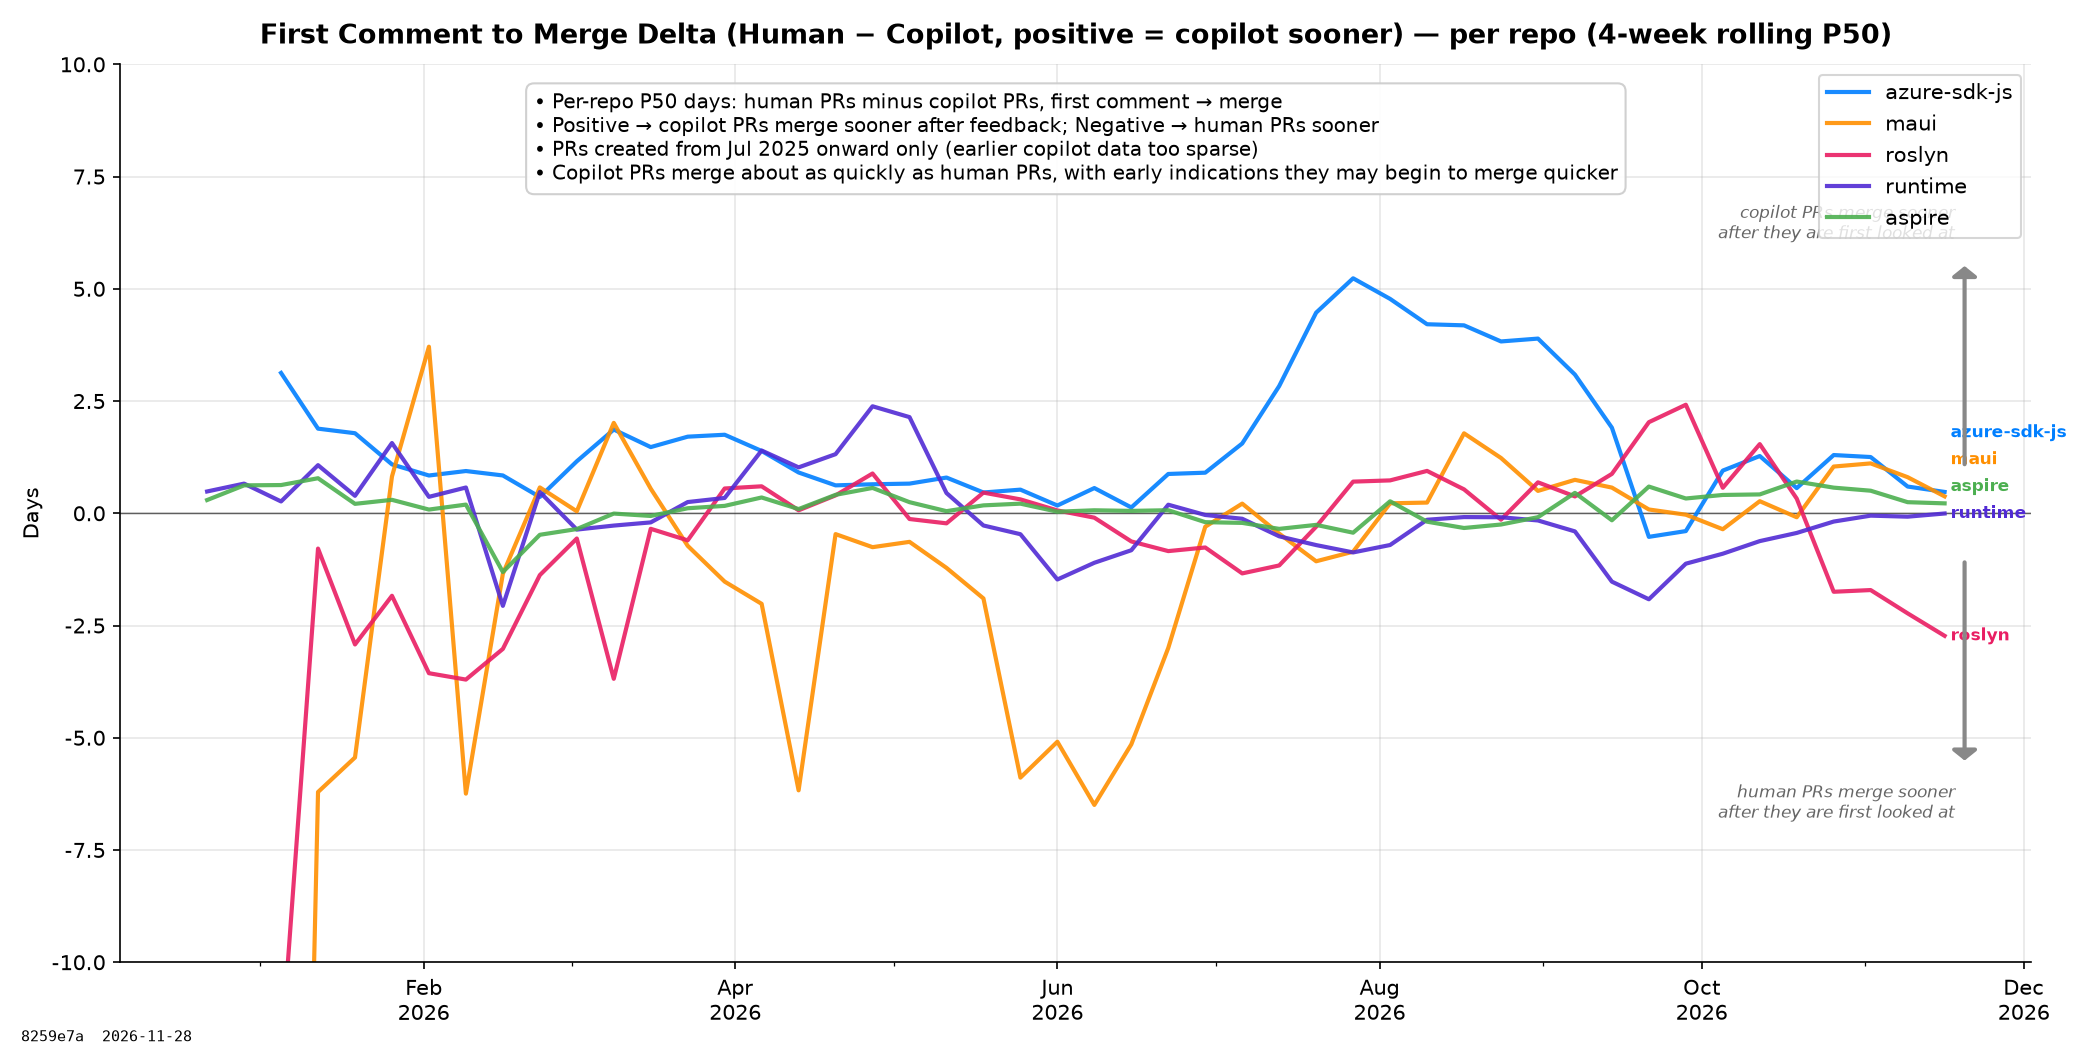 First Comment to Merge Delta (Human − Copilot, positive = copilot sooner) — per repo (4-week rolling P50)
• Per-repo P50 days: human PRs minus copilot PRs, first comment → merge
• Positive → copilot PRs merge sooner after feedback; Negative → human PRs sooner
• PRs created from Jul 2025 onward only (earlier copilot data too sparse)
• Copilot PRs merge about as quickly as human PRs, with early indications they may begin to merge quicker
azure-sdk-js
maui
roslyn
runtime
aspire
copilot PRs merge sooner
after they are first looked at
10.0
7.5
5.0
2.5
0.0
-2.5
-5.0
-7.5
-10.0
Days
azure-sdk-js
maui
aspire
runtime
roslyn
human PRs merge sooner
after they are first looked at
Feb
2026
Apr
2026
Jun
2026
Aug
2026
Oct
2026
Dec
2026
8259e7a 2026-11-28